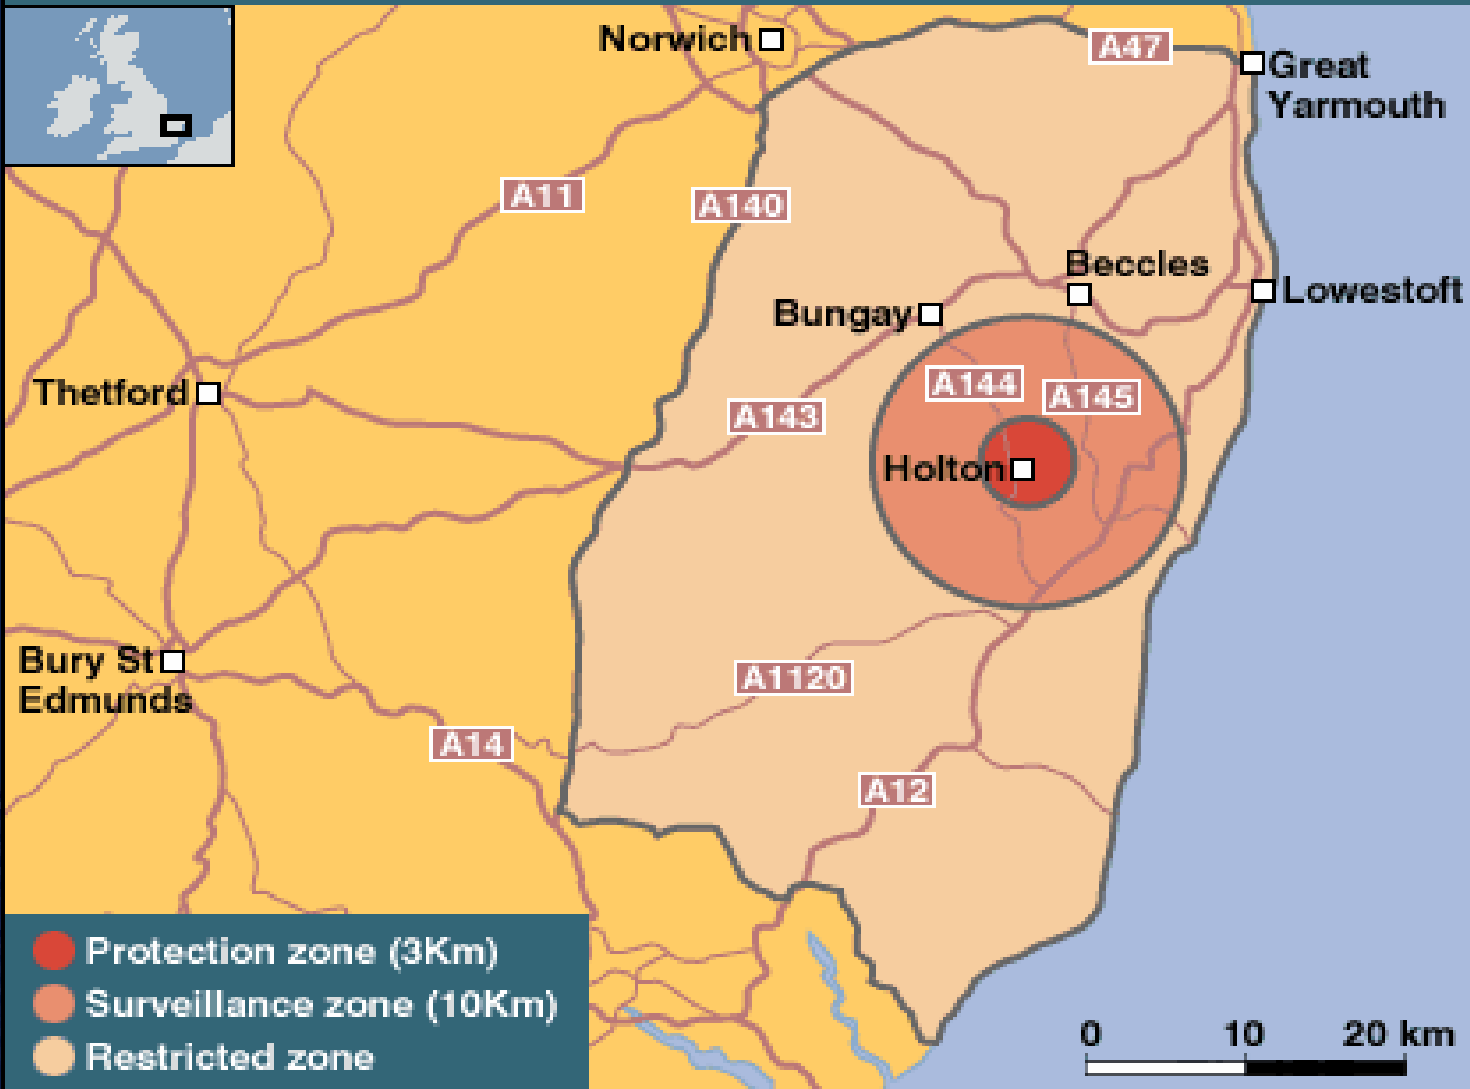 Norwich
A47
Great
Yarmouth
A11
A140
Beccles
Lowestoft
Bungay
Thetford
A144
A145
A143
Holton
Bury St
Edmunds
A1120
A14
A12
Protection zone (3Km)
Surveillance zone (10Km)
Restricted zone
0 10 20 km